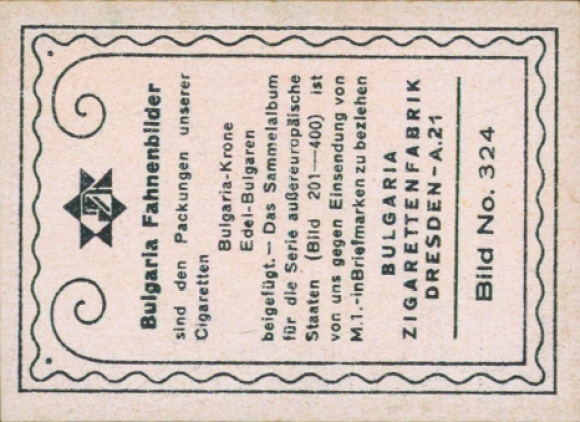 Bulgaria Fahnenbilder
sind den Packungen unserer
Cigaretten
Bulgaria-Krone
Edel-Bulgaren
beigefügt.— Das Sammelalbum
für die Serie außereuropäische
Staaten (Bild 201—400) ist
von uns gegen Einsendung von
M.1.-in Briefmarken zu beziehen
BULGARIA
ZIGARETTENFABRIK
DRESDEN-A.21
Bild No. 324